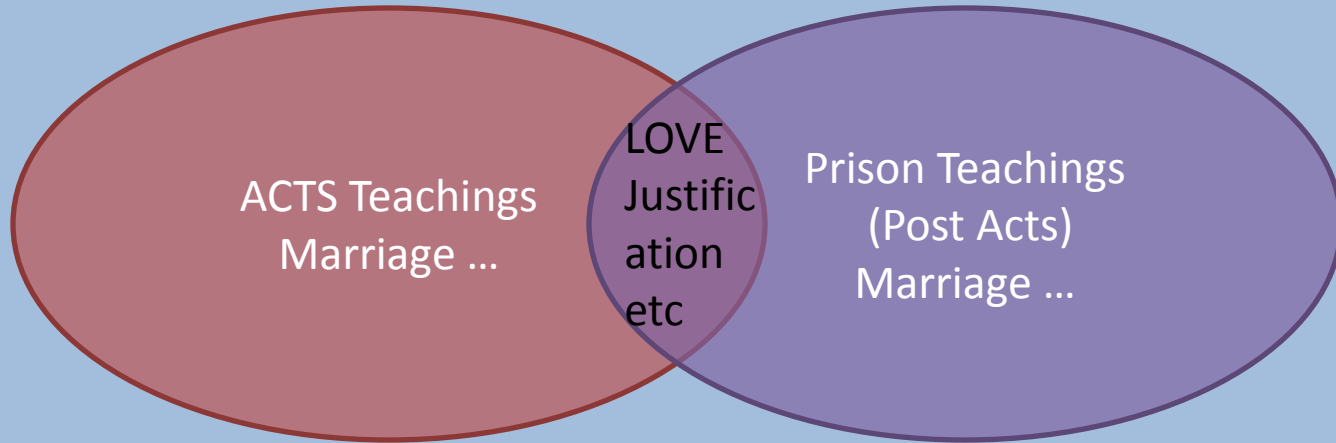 ACTS Teachings
Marriage ...
LOVE
Justific
ation
etc
Prison Teachings
(Post Acts)
Marriage ...